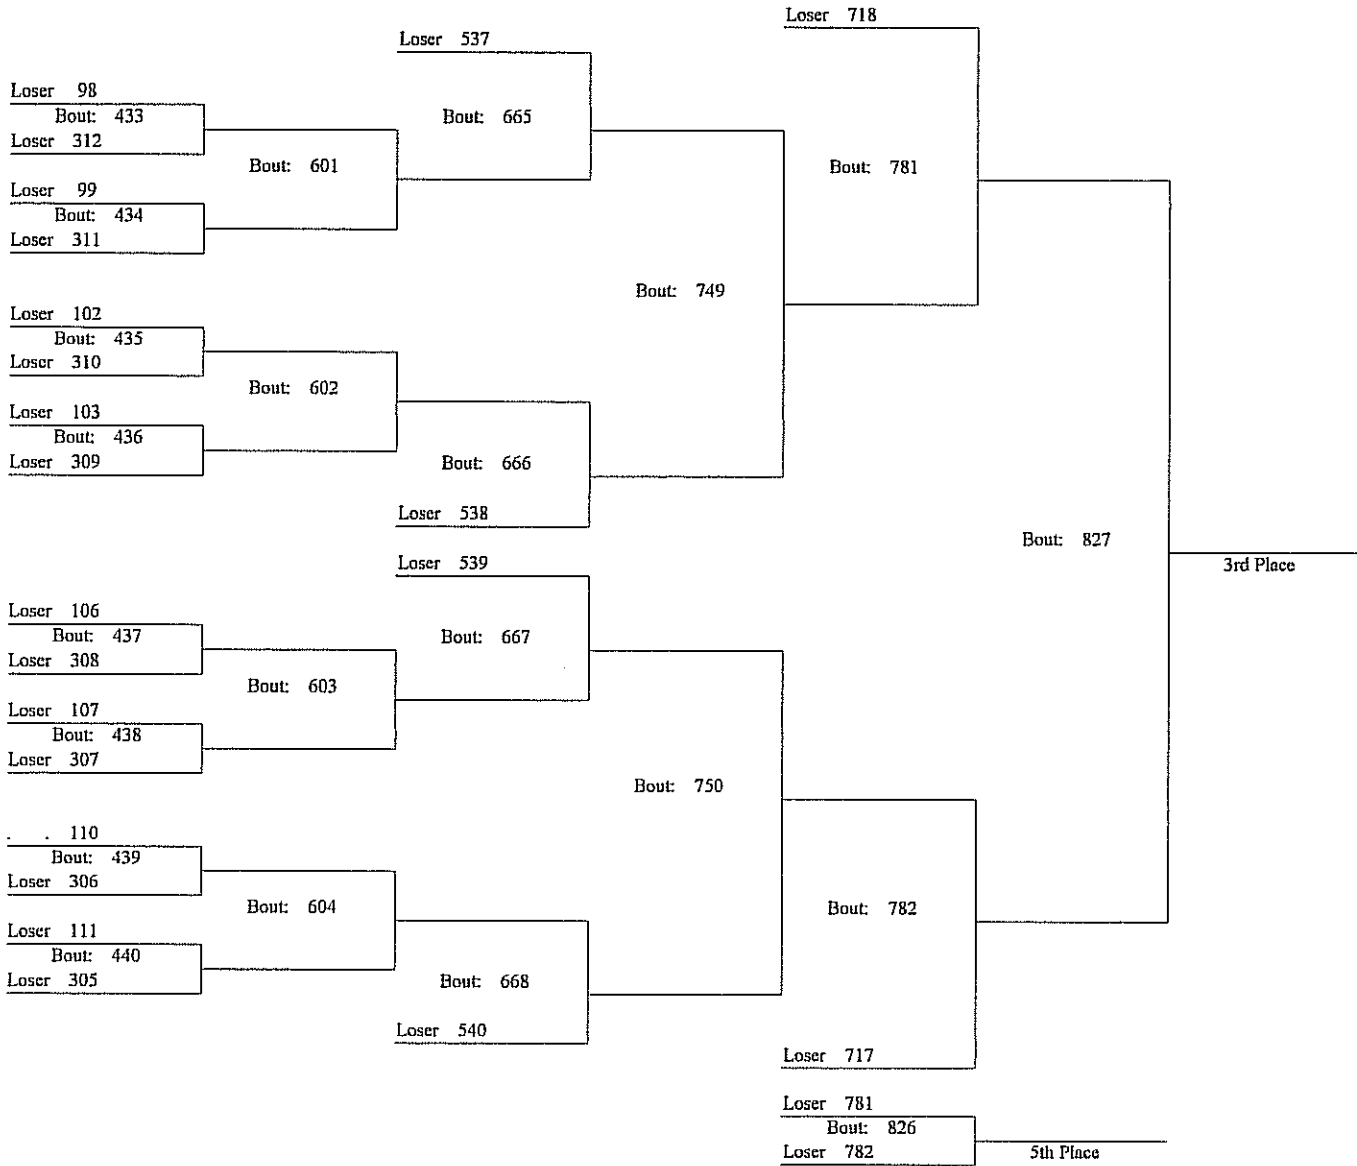 Loser 718
Loser 537
Loser 98
Bout: 433
Loser 312
Bout: 665
Bout: 601
Bout: 781
Loser 99
Bout: 434
Loser 311
Bout: 749
Loser 102
Bout: 435
Loser 310
Bout: 602
Loser 103
Bout: 436
Loser 309
Bout: 666
Loser 538
Bout: 827
3rd Place
Loser 539
Loser 106
Bout: 437
Loser 308
Bout: 667
Bout: 603
Loser 107
Bout: 438
Loser 307
Bout: 750
110
Bout: 439
Loser 306
Bout: 604
Bout: 782
Loser 111
Bout: 440
Loser 305
Bout: 668
Loser 540
Loser 717
Loser 781
Bout: 826
Loser 782
5th Place